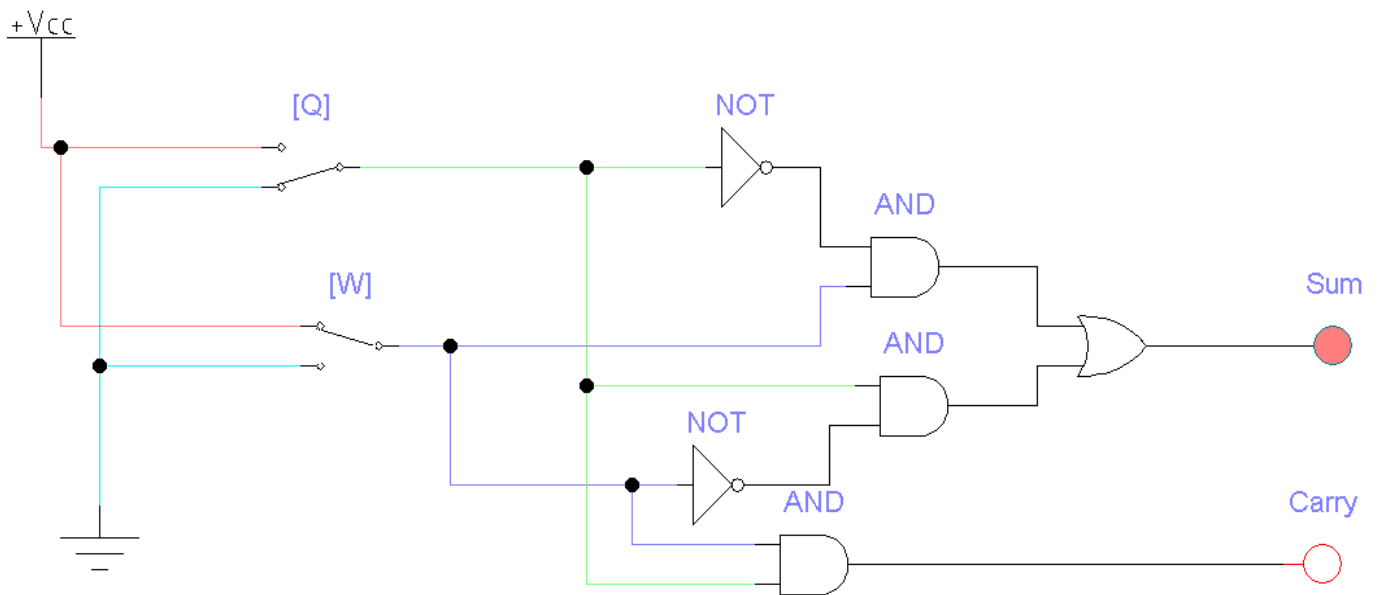 +Vcc
[Q]
NOT
AND
[W]
Sum
AND
NOT
AND
Carry